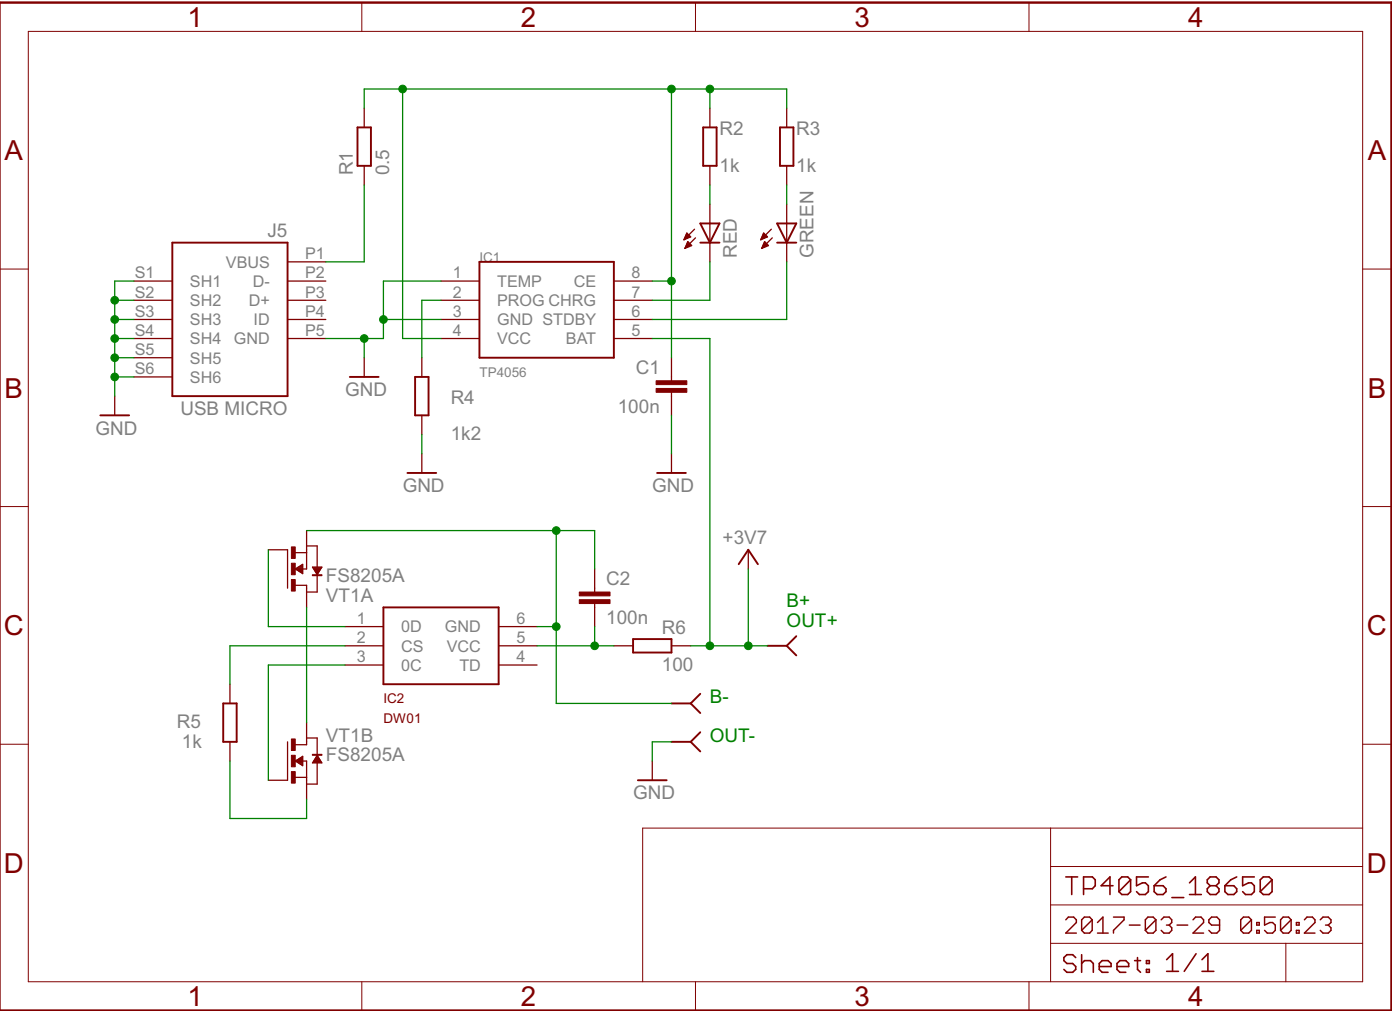 1 2 3 4
A A
B B
C C
D D
1 2 3 4
R1
0.5
R2
1k
R3
1k
RED
GREEN
J5
VBUS P1
S1 SH1 D- P2
S2 SH2 D+ P3
S3 SH3 ID P4
S4 SH4 GND P5
S5 SH5
S6 SH6
USB MICRO
GND
GND
IC1
1 TEMP CE 8
2 PROG CHRG 7
3 GND STDBY 6
4 VCC BAT 5
TP4056
R4
1k2
GND
C1
100n
GND
FS8205A
VT1A
1 0D GND 6
2 CS VCC 5
3 0C TD 4
IC2
DW01
C2
100n
R6
100
+3V7
B+
OUT+
B-
OUT-
GND
R5
1k
VT1B
FS8205A
TP4056_18650
2017-03-29 0:50:23
Sheet: 1/1